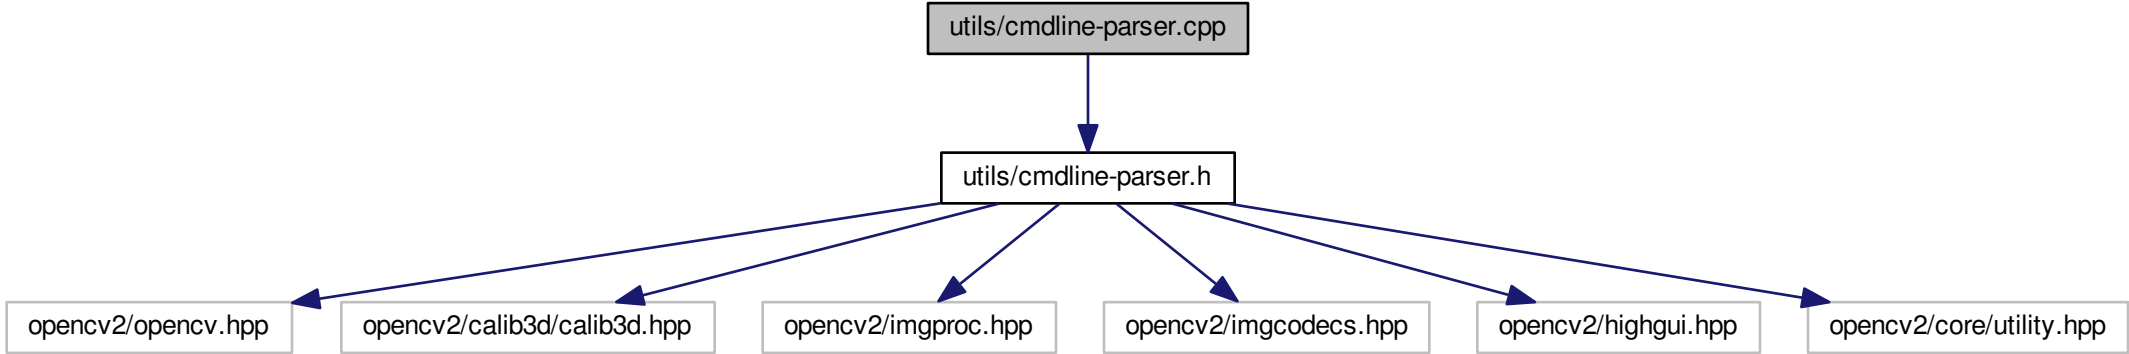 utils/cmdline-parser.cpp
utils/cmdline-parser.h
opencv2/opencv.hpp
opencv2/calib3d/calib3d.hpp
opencv2/imgproc.hpp
opencv2/imgcodecs.hpp
opencv2/highgui.hpp
opencv2/core/utility.hpp